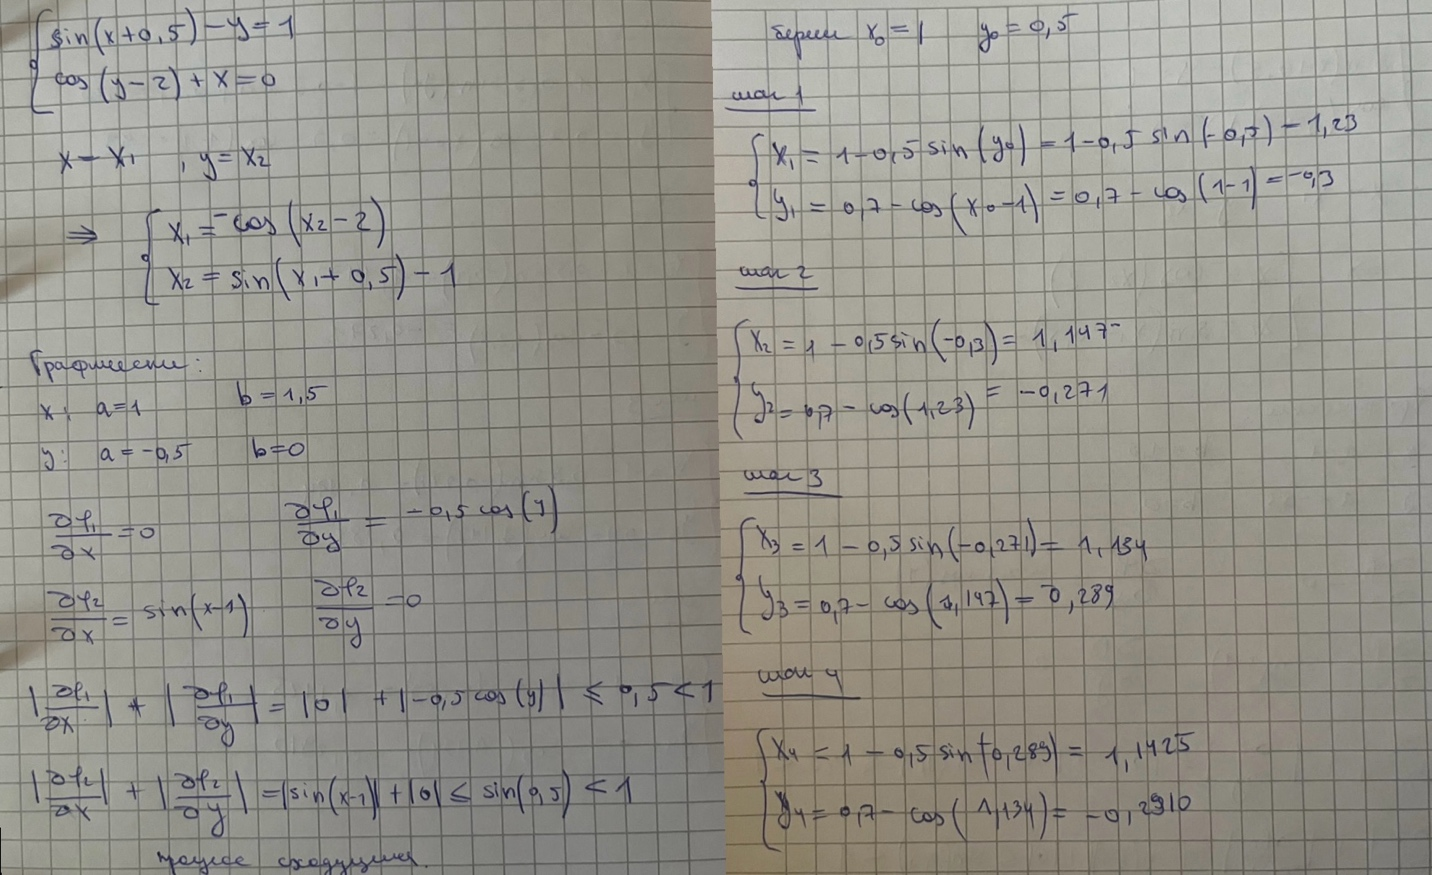 sin(x+0,5) - y = 1
cos(y-2) + x = 0
x - x₁ , y = x₂
⇒ x₁ = -cos(x₂-2)
x₂ = sin(x₁+0,5) - 1
Графически:
x: a=1 b=1,5
y: a=-0,5 b=0
∂φ₁/∂x = 0 ∂φ₁/∂y = -0,5 cos(y)
∂φ₂/∂x = sin(x-1) ∂φ₂/∂y = 0
|∂φ₁/∂x| + |∂φ₁/∂y| = |0| + |-0,5 cos(y)| ≤ 0,5 < 1
|∂φ₂/∂x| + |∂φ₂/∂y| = |sin(x-1)| + |0| ≤ sin(0,5) < 1
сходущийся.
берем x₀ = 1 y₀ = 0,5
шаг 1
x₁ = 1 - 0,5 sin(y₀) = 1 - 0,5 sin(-0,5) - 1,23
y₁ = 0,7 - cos(x₀-1) = 0,7 - cos(1-1) = -0,3
шаг 2
x₂ = 1 - 0,5 sin(-0,3) = 1,147
y₂ = 0,7 - cos(1,23) = -0,271
шаг 3
x₃ = 1 - 0,5 sin(-0,271) = 1,134
y₃ = 0,7 - cos(1,147) = -0,289
шаг 4
x₄ = 1 - 0,5 sin(-0,289) = 1,1425
y₄ = 0,7 - cos(1,134) = -0,2910